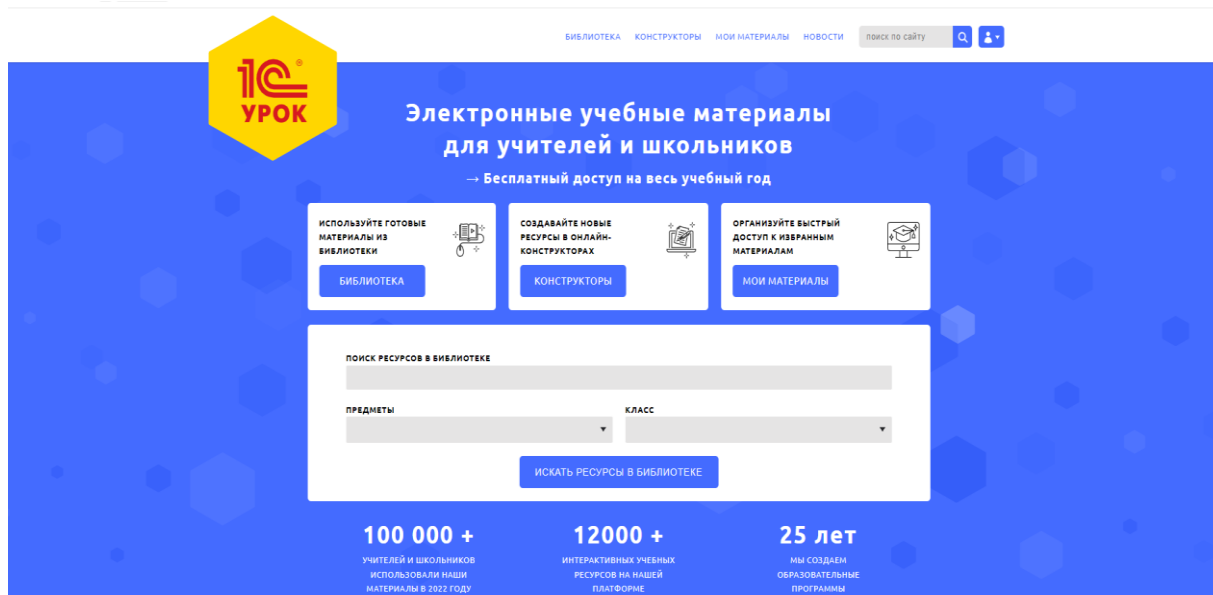 БИБЛИОТЕКА КОНСТРУКТОРЫ МОИ МАТЕРИАЛЫ НОВОСТИ поиск по сайту
1С®
УРОК
Электронные учебные материалы
для учителей и школьников
→ Бесплатный доступ на весь учебный год
ИСПОЛЬЗУЙТЕ ГОТОВЫЕ
МАТЕРИАЛЫ ИЗ
БИБЛИОТЕКИ
БИБЛИОТЕКА
СОЗДАВАЙТЕ НОВЫЕ
РЕСУРСЫ В ОНЛАЙН-
КОНСТРУКТОРАХ
КОНСТРУКТОРЫ
ОРГАНИЗУЙТЕ БЫСТРЫЙ
ДОСТУП К ИЗБРАННЫМ
МАТЕРИАЛАМ
МОИ МАТЕРИАЛЫ
ПОИСК РЕСУРСОВ В БИБЛИОТЕКЕ
ПРЕДМЕТЫ КЛАСС
ИСКАТЬ РЕСУРСЫ В БИБЛИОТЕКЕ
100 000 +
УЧИТЕЛЕЙ И ШКОЛЬНИКОВ
ИСПОЛЬЗОВАЛИ НАШИ
МАТЕРИАЛЫ В 2022 ГОДУ
12000 +
ИНТЕРАКТИВНЫХ УЧЕБНЫХ
РЕСУРСОВ НА НАШЕЙ
ПЛАТФОРМЕ
25 лет
МЫ СОЗДАЕМ
ОБРАЗОВАТЕЛЬНЫЕ
ПРОГРАММЫ